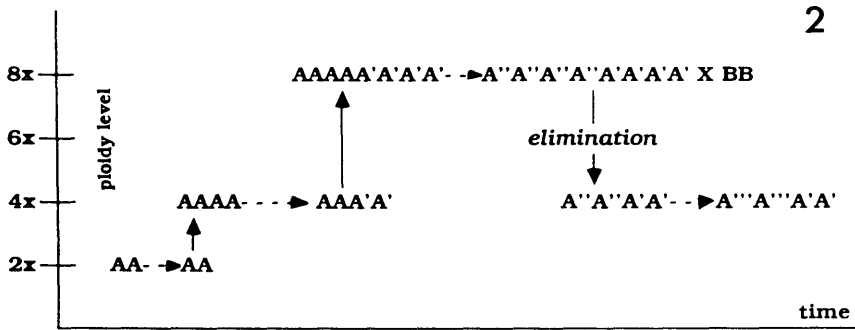 2
8x AAAAA'A'A'A' A''A''A''A''A'A'A'A' X BB
ploidy level
6x elimination
4x AAAA AAA'A' A''A''A'A' A'''A'''A'A'
2x AA AA
time